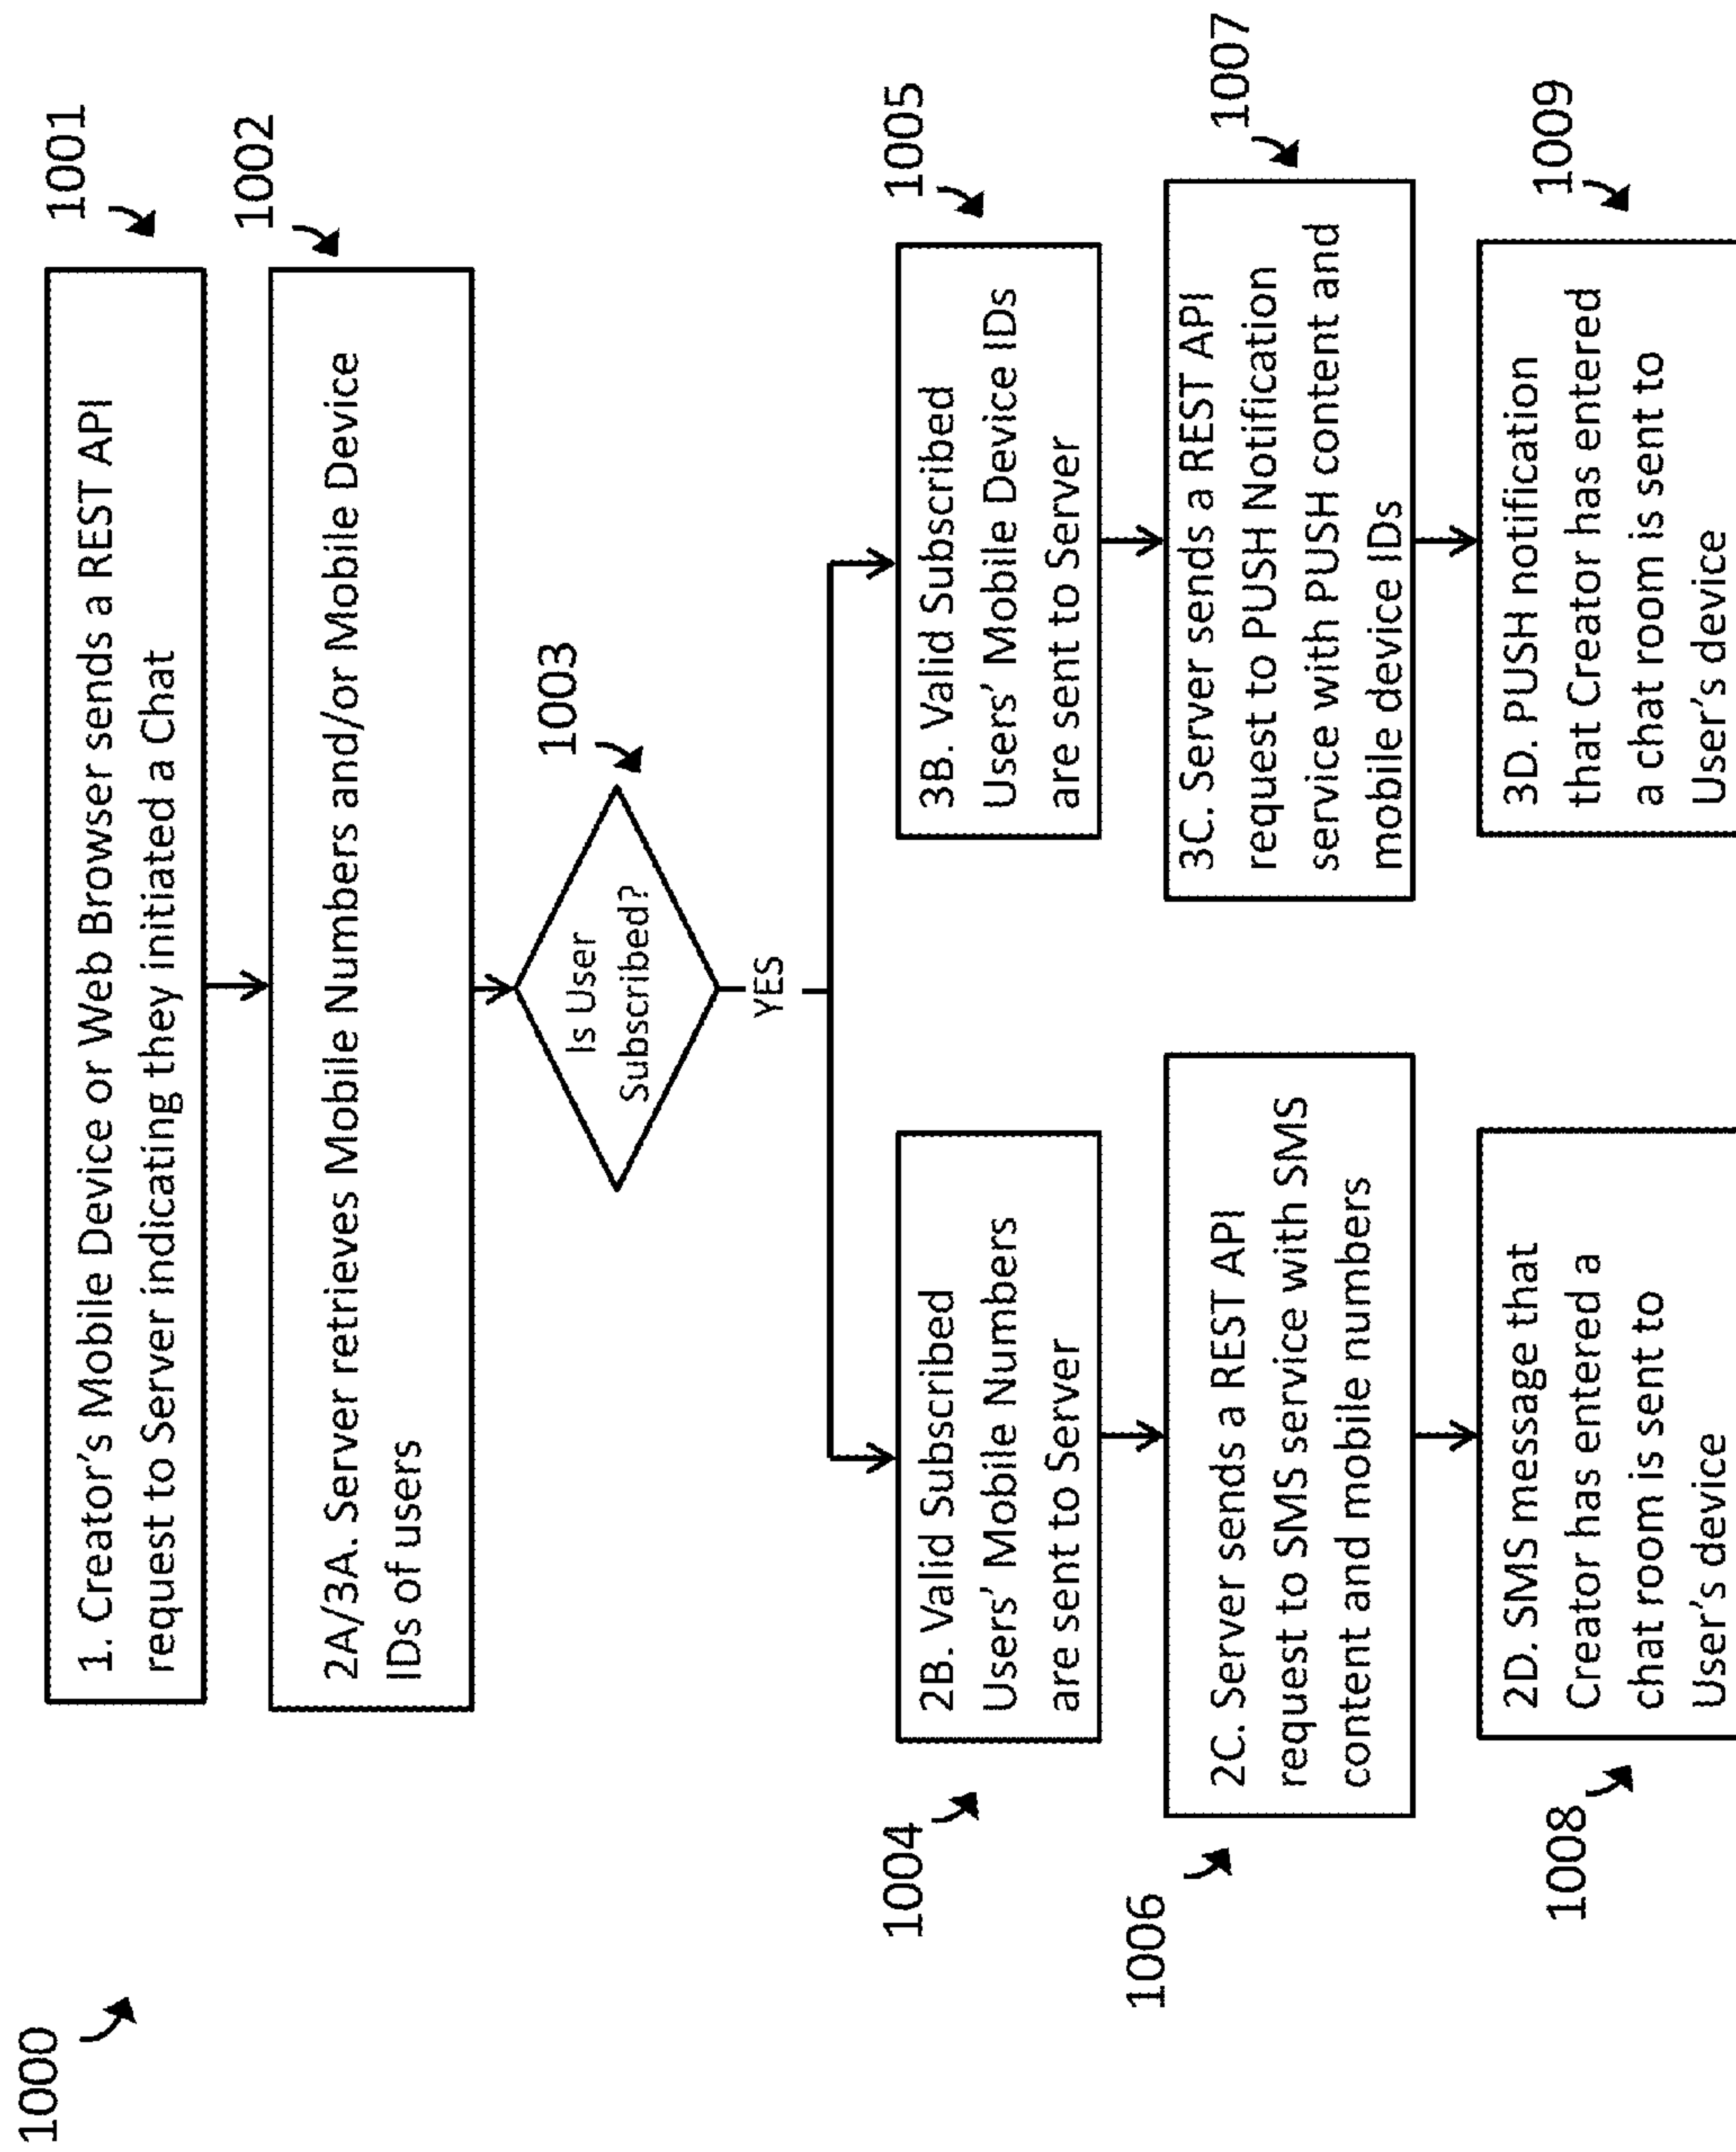 1000
1001
1. Creator's Mobile Device or Web Browser sends a REST API
request to Server indicating they initiated a Chat
1002
2A/3A. Server retrieves Mobile Numbers and/or Mobile Device
IDs of users
1003
Is User
Subscribed?
YES
1004
2B. Valid Subscribed
Users' Mobile Numbers
are sent to Server
1005
3B. Valid Subscribed
Users' Mobile Device IDs
are sent to Server
1006
2C. Server sends a REST API
request to SMS service with SMS
content and mobile numbers
1007
3C. Server sends a REST API
request to PUSH Notification
service with PUSH content and
mobile device IDs
1008
2D. SMS message that
Creator has entered a
chat room is sent to
User's device
1009
3D. PUSH notification
that Creator has entered
a chat room is sent to
User's device